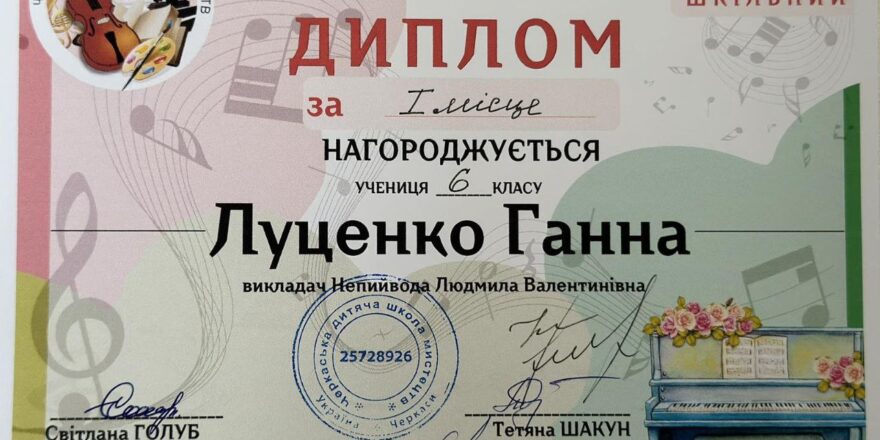 ШКІЛЬНИЙ
ДИПЛОМ
за І місце
НАГОРОДЖУЄТЬСЯ
УЧЕНИЦЯ 6 КЛАСУ
Луценко Ганна
викладач Непийвода Людмила Валентинівна
Черкаська дитяча школа мистецтв
25728926
Україна Черкаси
Світлана ГОЛУБ
Тетяна ШАКУН